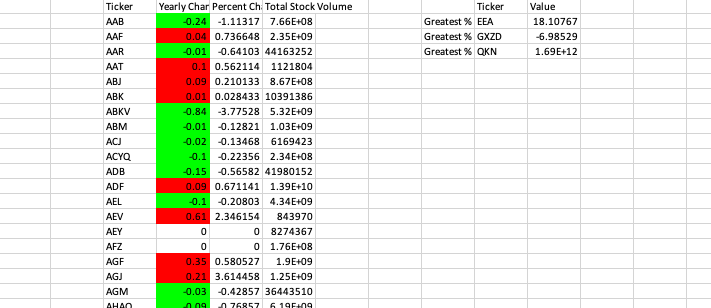 Ticker Yearly Char Percent Ch Total Stock Volume Ticker Value
AAB -0.24 -1.11317 7.66E+08 Greatest % EEA 18.10767
AAF 0.04 0.736648 2.35E+09 Greatest % GXZD -6.98529
AAR -0.01 -0.64103 44163252 Greatest % QKN 1.69E+12
AAT 0.1 0.562114 1121804
ABJ 0.09 0.210133 8.67E+08
ABK 0.01 0.028433 10391386
ABKV -0.84 -3.77528 5.32E+09
ABM -0.01 -0.12821 1.03E+09
ACJ -0.02 -0.13468 6169423
ACYQ -0.1 -0.22356 2.34E+08
ADB -0.15 -0.56582 41980152
ADF 0.09 0.671141 1.39E+10
AEL -0.1 -0.20803 4.34E+09
AEV 0.61 2.346154 843970
AEY 0 0 8274367
AFZ 0 0 1.76E+08
AGF 0.35 0.580527 1.9E+09
AGJ 0.21 3.614458 1.25E+09
AGM -0.03 -0.42857 36443510
AHAQ -0.09 -0.76857 6.19E+09